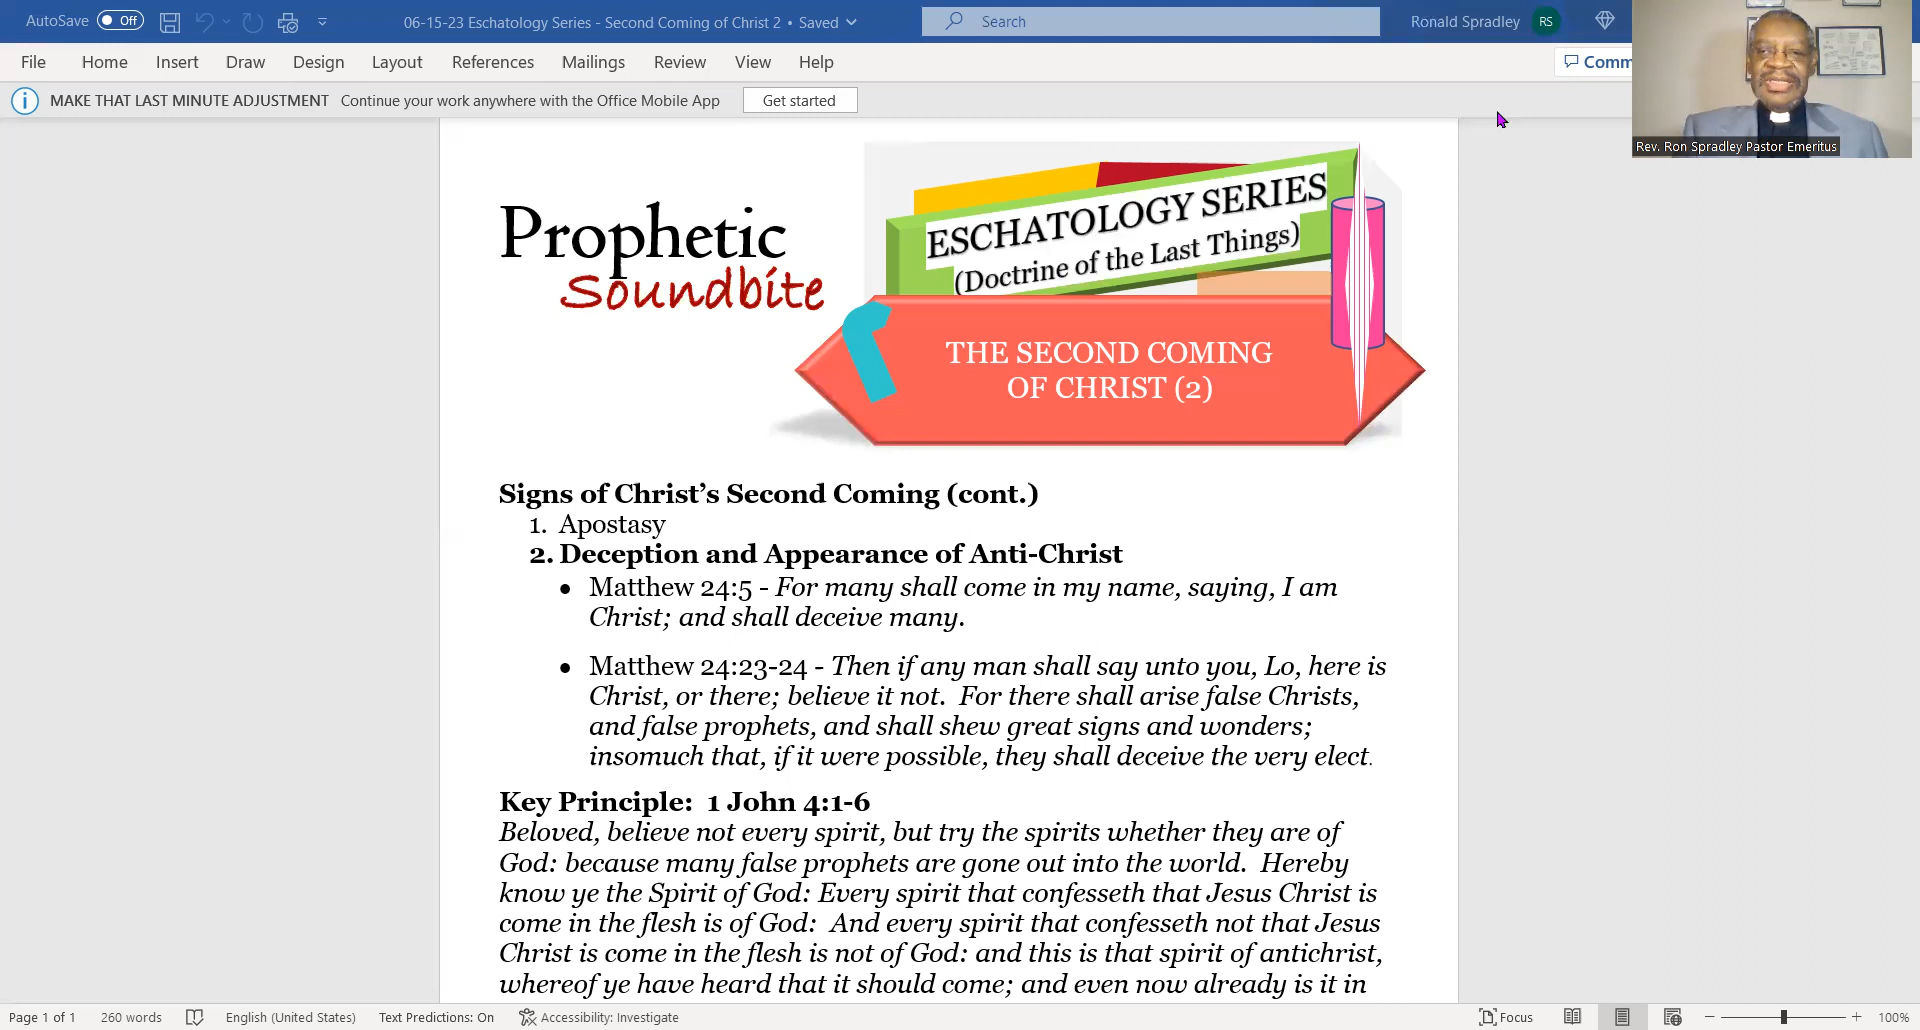 AutoSave Off 06-15-23 Eschatology Series - Second Coming of Christ 2 • Saved Search Ronald Spradley RS
File Home Insert Draw Design Layout References Mailings Review View Help Comm
MAKE THAT LAST MINUTE ADJUSTMENT Continue your work anywhere with the Office Mobile App Get started
Rev. Ron Spradley Pastor Emeritus
Prophetic
Soundbite
ESCHATOLOGY SERIES
(Doctrine of the Last Things)
THE SECOND COMING
OF CHRIST (2)
Signs of Christ’s Second Coming (cont.)
1. Apostasy
2. Deception and Appearance of Anti-Christ
• Matthew 24:5 - For many shall come in my name, saying, I am
Christ; and shall deceive many.
• Matthew 24:23-24 - Then if any man shall say unto you, Lo, here is
Christ, or there; believe it not. For there shall arise false Christs,
and false prophets, and shall shew great signs and wonders;
insomuch that, if it were possible, they shall deceive the very elect.
Key Principle: 1 John 4:1-6
Beloved, believe not every spirit, but try the spirits whether they are of
God: because many false prophets are gone out into the world. Hereby
know ye the Spirit of God: Every spirit that confesseth that Jesus Christ is
come in the flesh is of God: And every spirit that confesseth not that Jesus
Christ is come in the flesh is not of God: and this is that spirit of antichrist,
whereof ye have heard that it should come; and even now already is it in
Page 1 of 1 260 words English (United States) Text Predictions: On Accessibility: Investigate Focus 100%